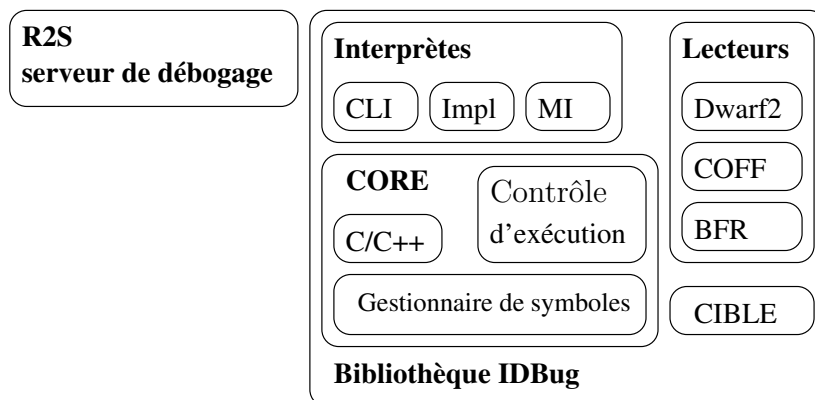 R2S
serveur de débogage
Interprètes
CLI
Impl
MI
Lecteurs
Dwarf2
COFF
BFR
CORE
C/C++
Contrôle
d'exécution
Gestionnaire de symboles
CIBLE
Bibliothèque IDBug